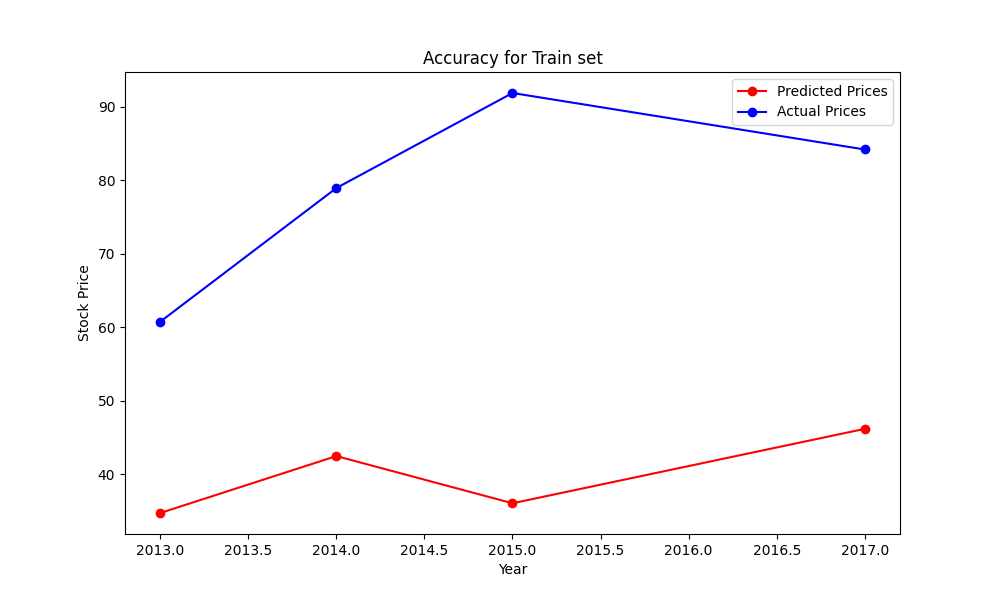 Accuracy for Train set
Predicted Prices
Actual Prices
90
80
70
60
50
40
Stock Price
2013.0 2013.5 2014.0 2014.5 2015.0 2015.5 2016.0 2016.5 2017.0
Year